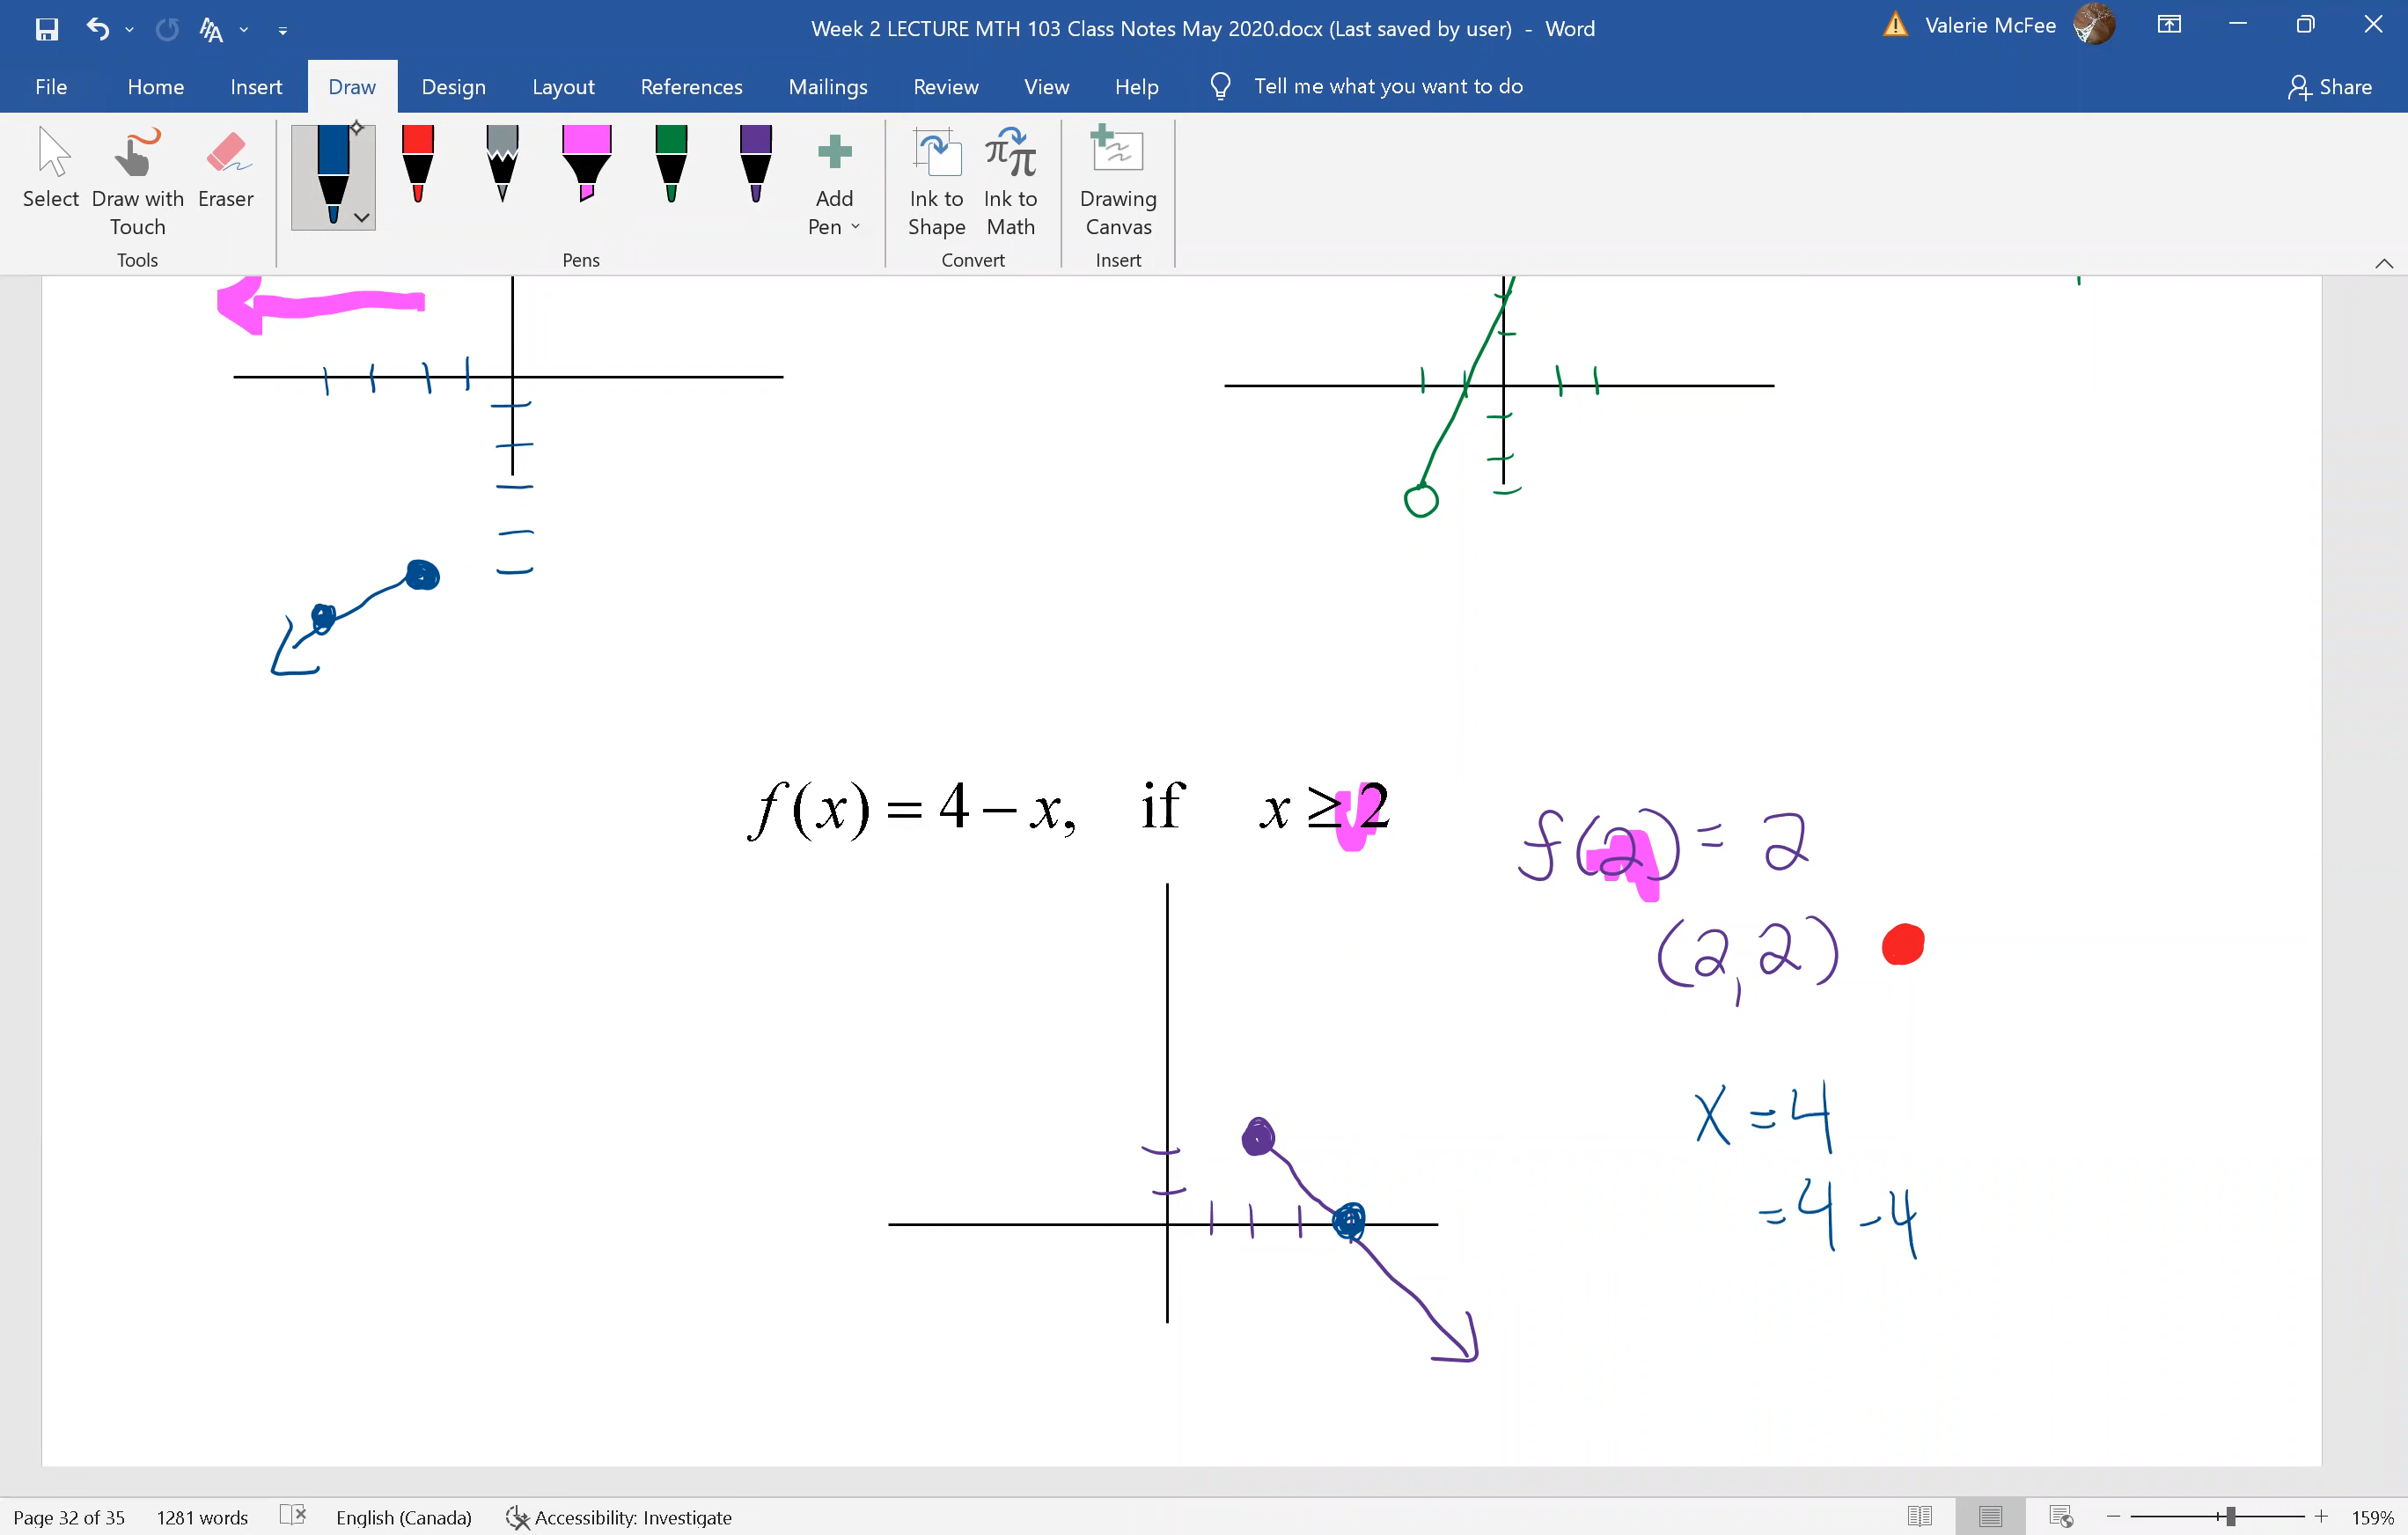 Week 2 LECTURE MTH 103 Class Notes May 2020.docx (Last saved by user) - Word
Valerie McFee
File Home Insert Draw Design Layout References Mailings Review View Help Tell me what you want to do Share
Select Draw with Touch Eraser
Add Pen
Ink to Shape Ink to Math
Drawing Canvas
Tools Pens Convert Insert
f(x) = 4 − x, if x ≥ 2
f(2) = 2
(2,2)
x = 4
= 4 - 4
Page 32 of 35 1281 words English (Canada) Accessibility: Investigate 159%